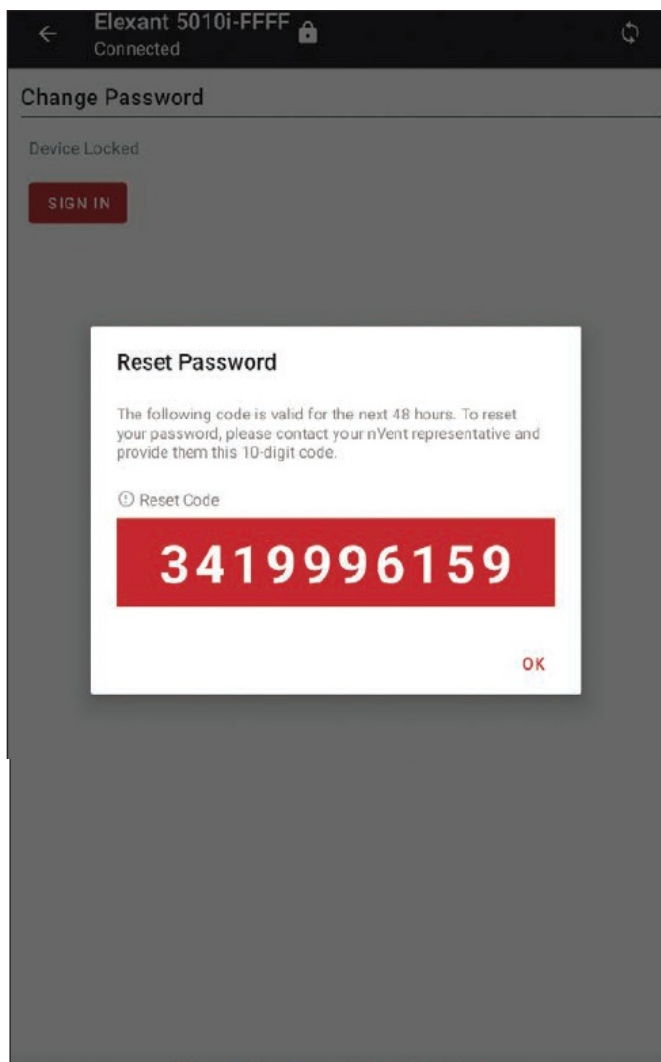 Elexant 5010i-FFFF
Connected
Change Password
Device Locked
SIGN IN
Reset Password
The following code is valid for the next 48 hours. To reset
your password, please contact your nVent representative and
provide them this 10-digit code.
Reset Code
3419996159
OK